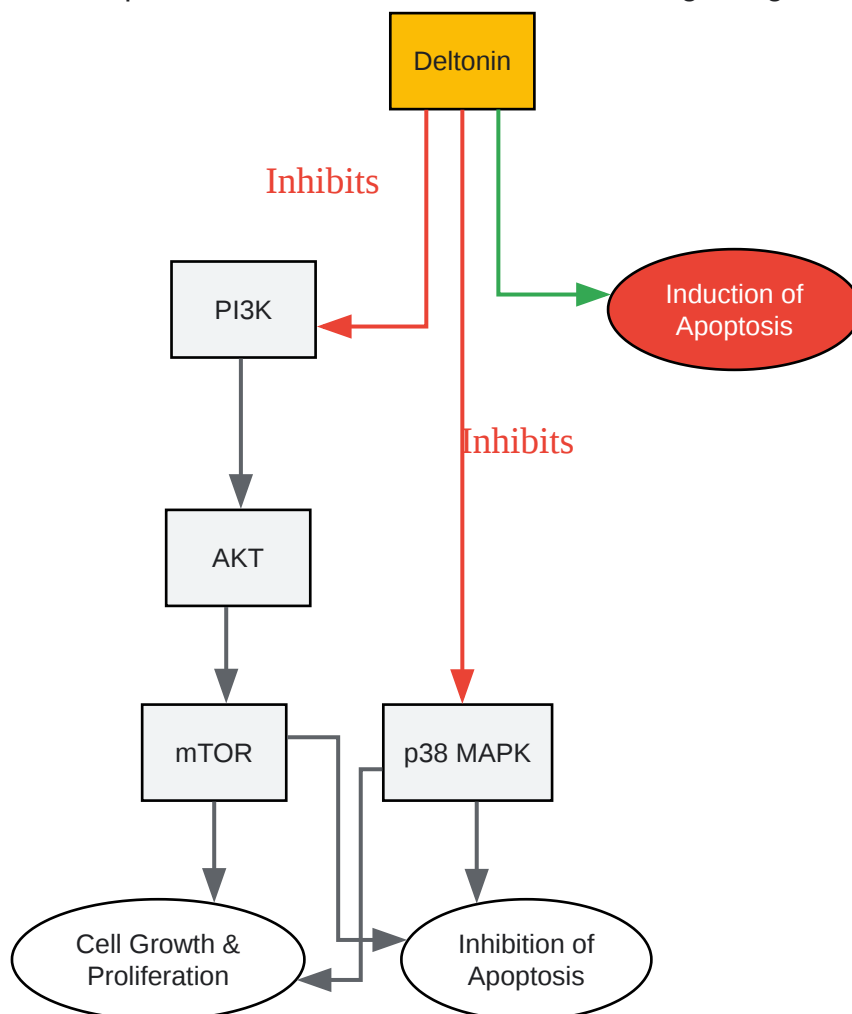 Deltonin
Inhibits
PI3K
Induction of
Apoptosis
Inhibits
AKT
mTOR
p38 MAPK
Cell Growth &
Proliferation
Inhibition of
Apoptosis